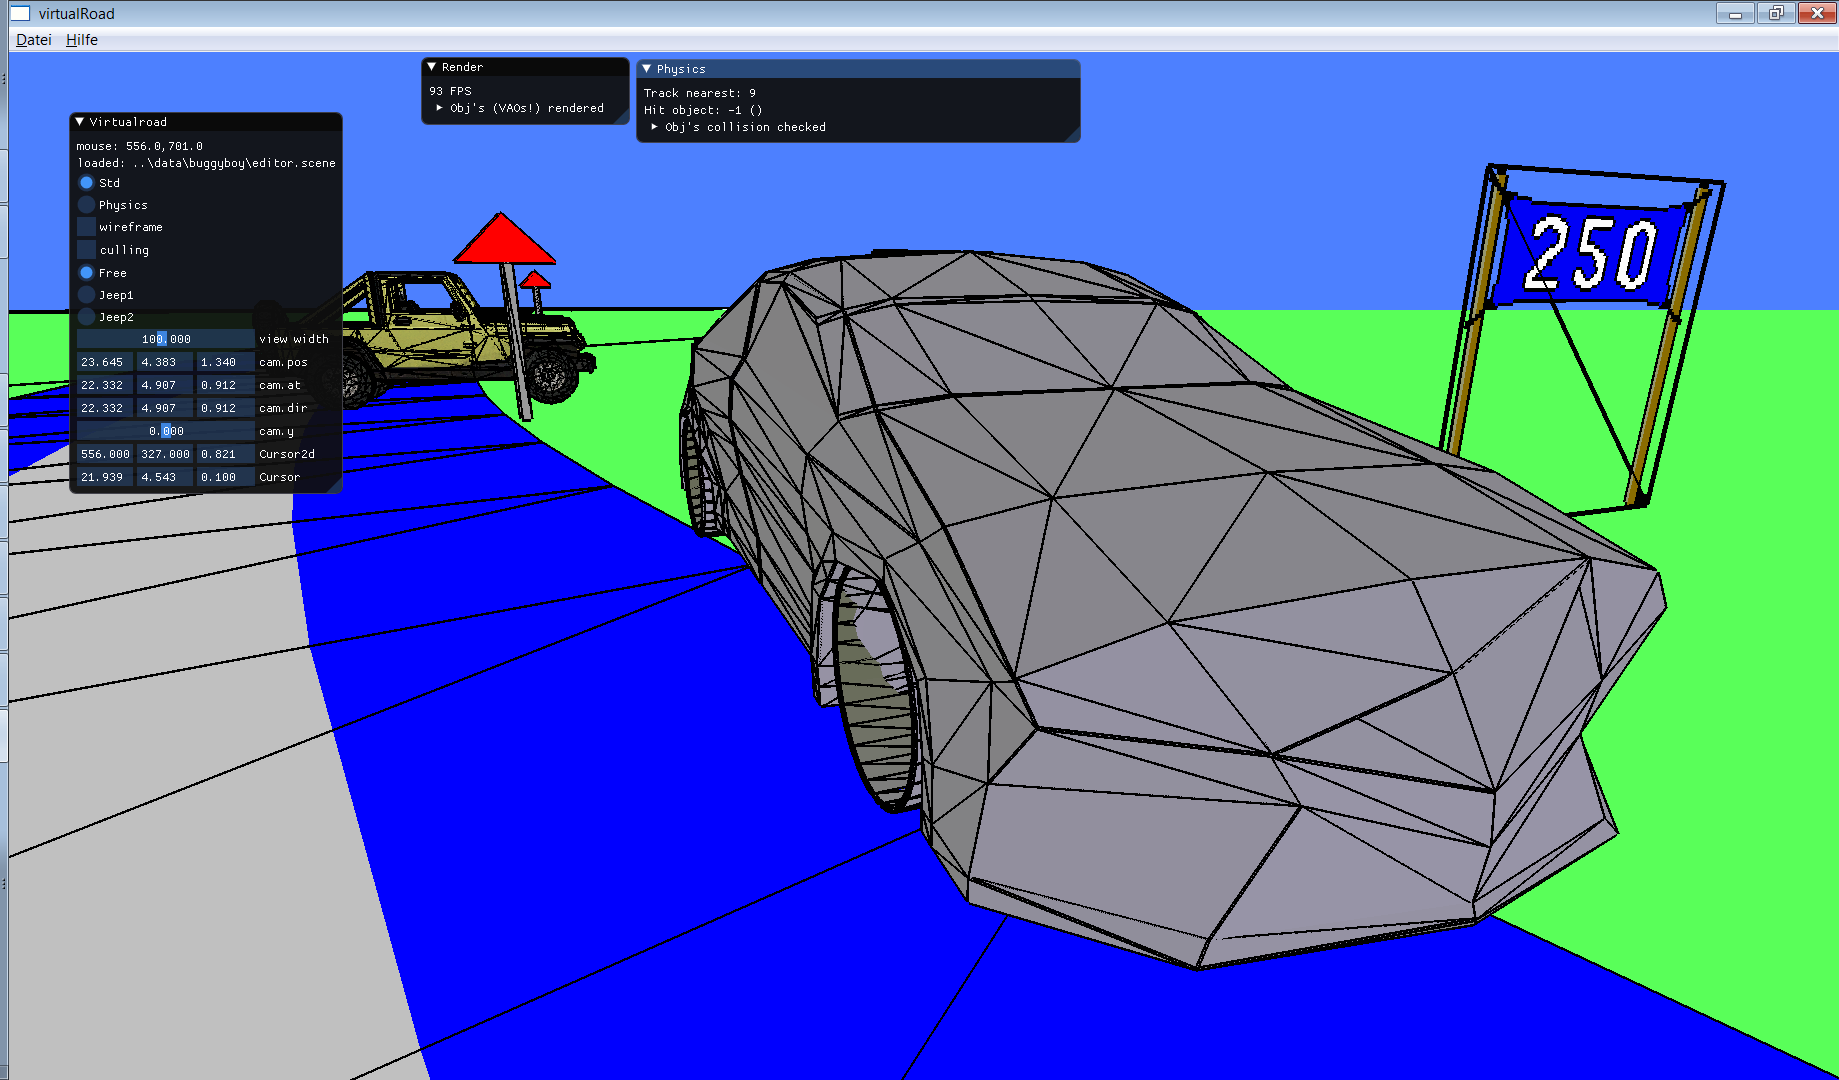 virtualRoad
Datei Hilfe
Render
93 FPS
Obj's (VAOs!) rendered
Physics
Track nearest: 9
Hit object: -1 ()
Obj's collision checked
Virtualroad
mouse: 556.0,701.0
loaded: ..\data\buggyboy\editor.scene
Std
Physics
wireframe
culling
Free
Jeep1
Jeep2
100.000 view width
23.645 4.383 1.340 cam.pos
22.332 4.907 0.912 cam.at
22.332 4.907 0.912 cam.dir
0.000 cam.y
556.000 327.000 0.821 Cursor2d
21.939 4.543 0.100 Cursor
250